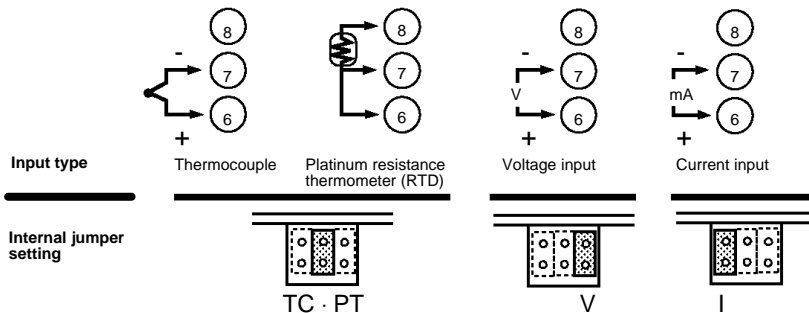 8 8 8 8
- - -
7 7 7 7
V mA
6 6 6 6
+ + +
Input type Thermocouple Platinum resistance thermometer (RTD) Voltage input Current input
Internal jumper
setting
TC · PT V I